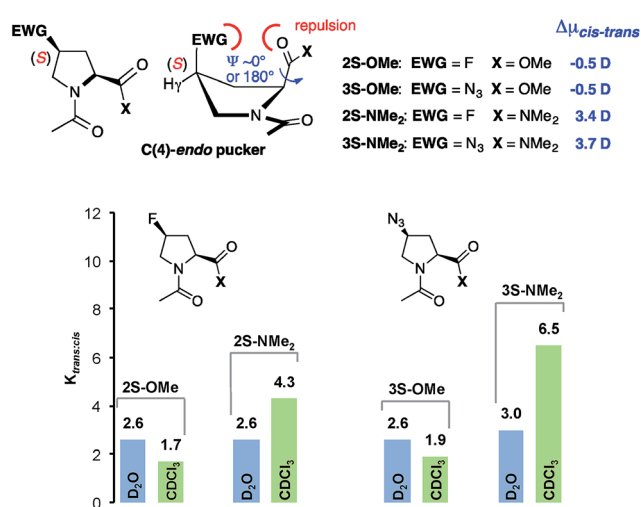 EWG
(S)
O
N
X
O
EWG
repulsion
(S)
Ψ ~0°
or 180°
Hγ
O
X
N
O
C(4)-endo pucker
Δμcis-trans
2S-OMe: EWG = F X = OMe -0.5 D
3S-OMe: EWG = N3 X = OMe -0.5 D
2S-NMe2: EWG = F X = NMe2 3.4 D
3S-NMe2: EWG = N3 X = NMe2 3.7 D
Ktrans:cis
12
10
8
6
4
2
0
F
O
N
X
O
N3
O
N
X
O
2S-OMe
2.6
1.7
D2O
CDCl3
2S-NMe2
2.6
4.3
D2O
CDCl3
3S-OMe
2.6
1.9
D2O
CDCl3
3S-NMe2
3.0
6.5
D2O
CDCl3